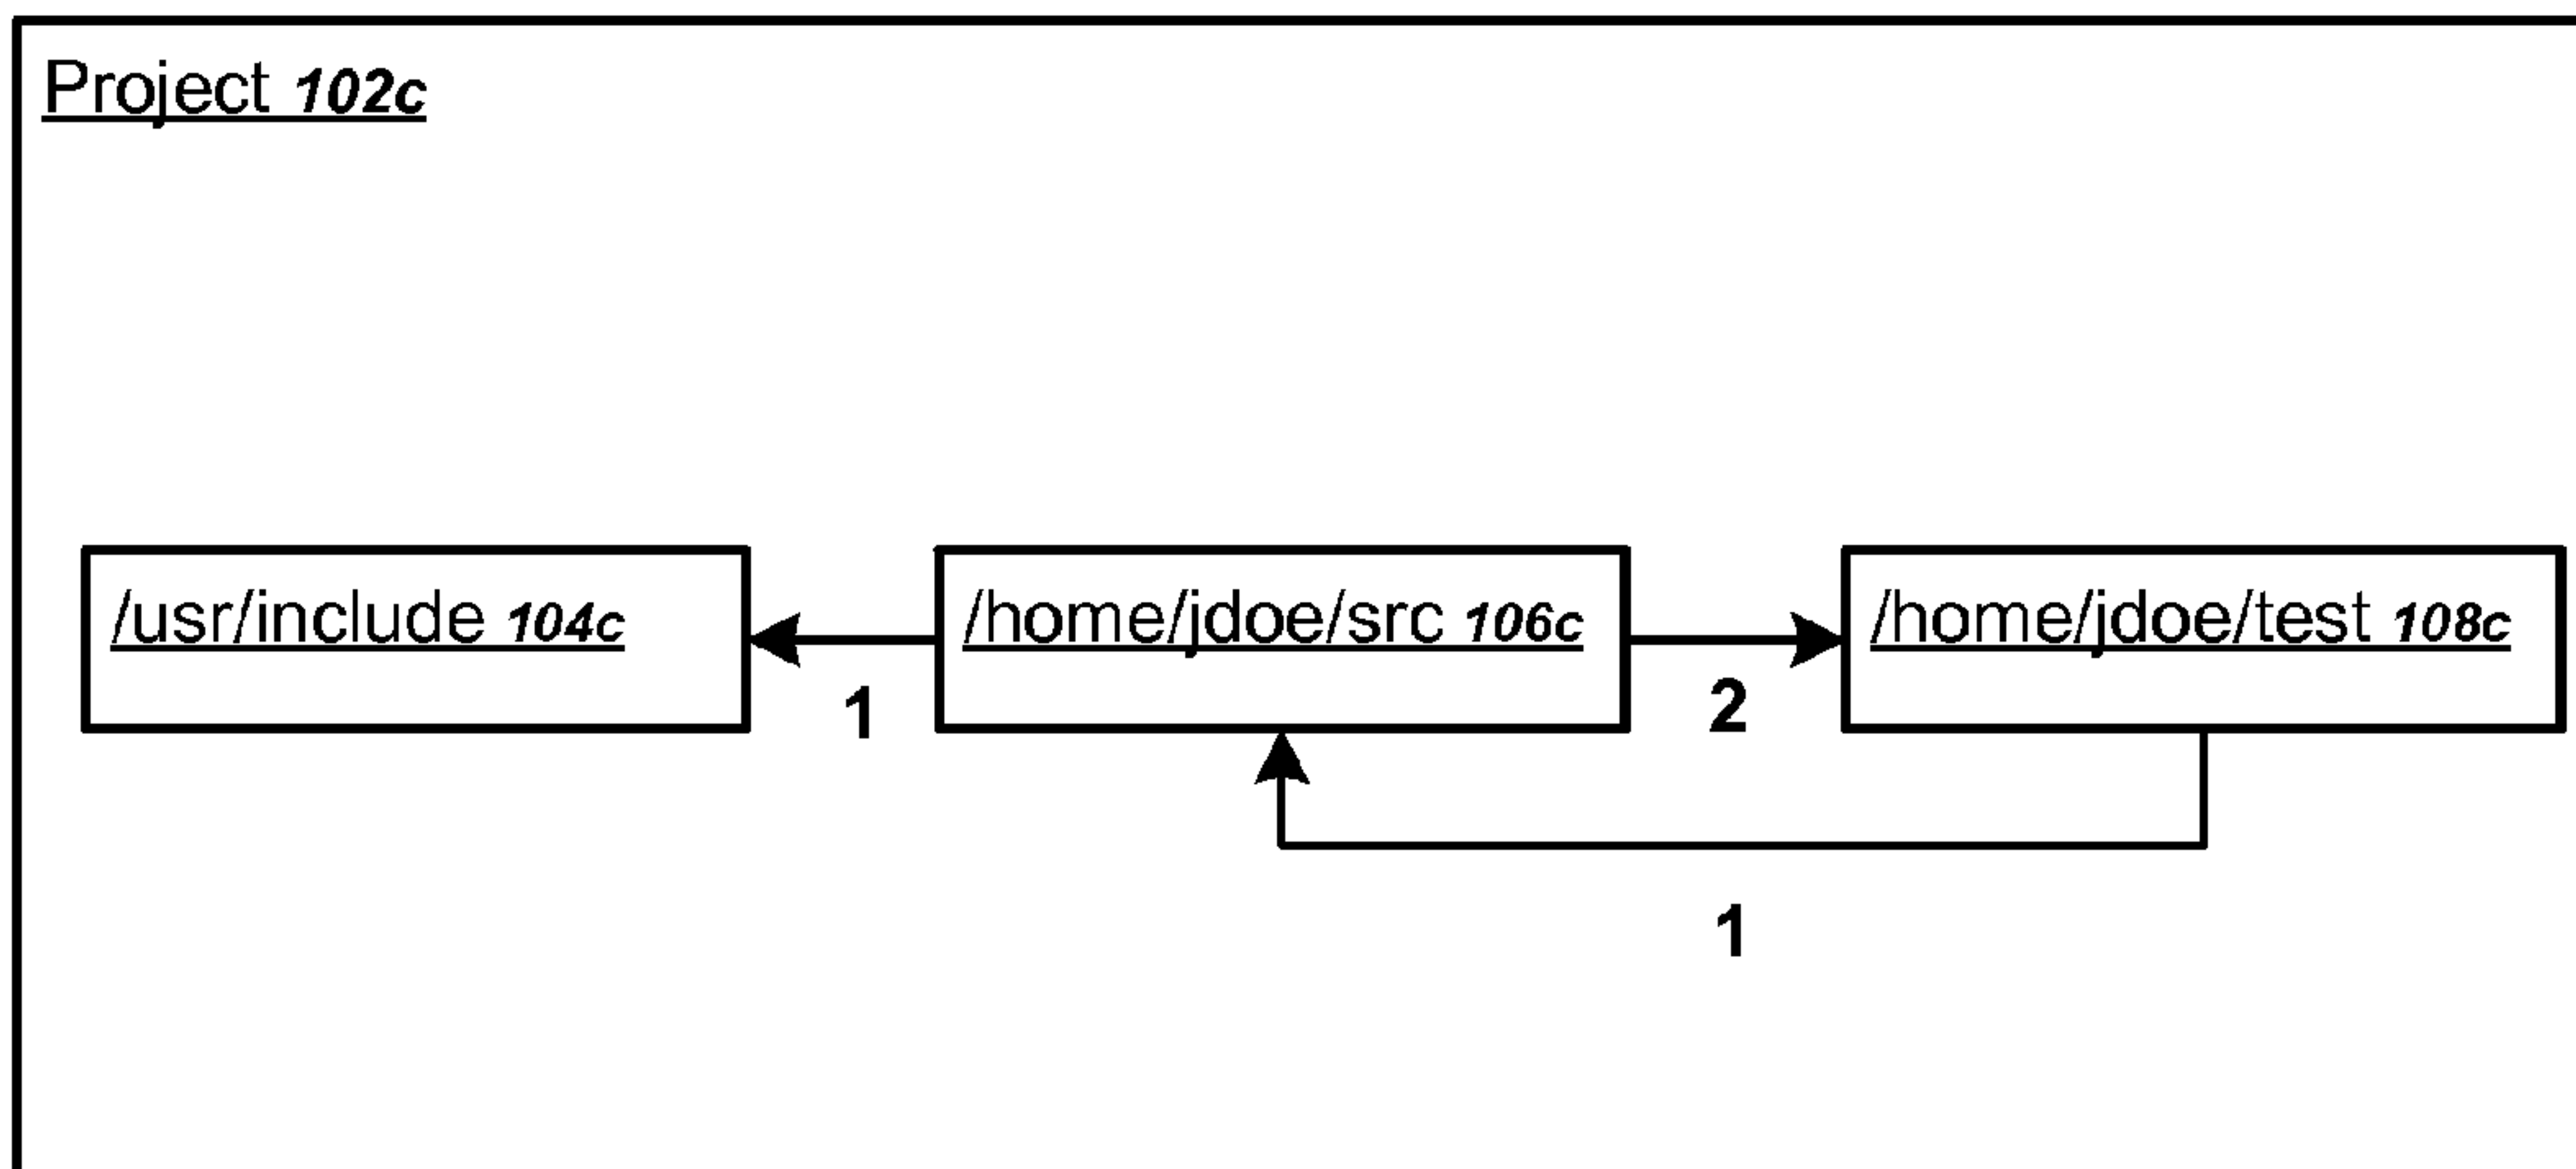 Project 102c
/usr/include 104c
/home/jdoe/src 106c
/home/jdoe/test 108c
1
2
1